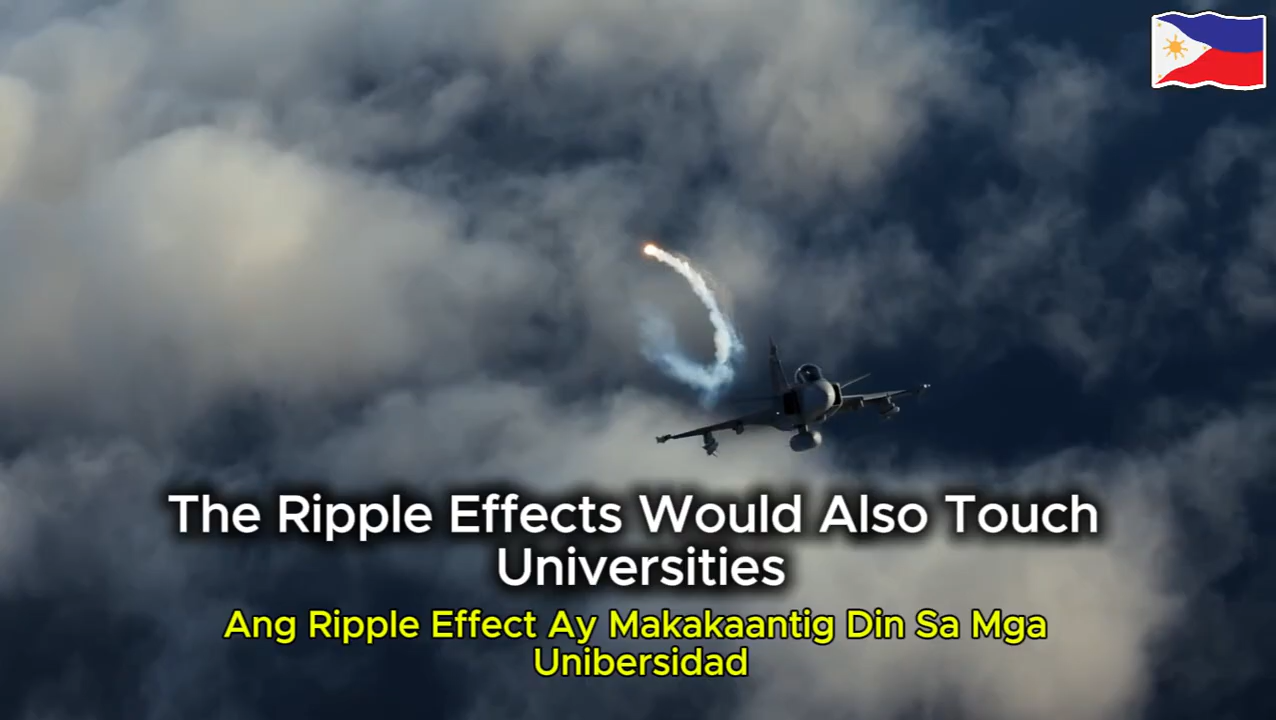 The Ripple Effects Would Also Touch
Universities
Ang Ripple Effect Ay Makakaantig Din Sa Mga
Unibersidad